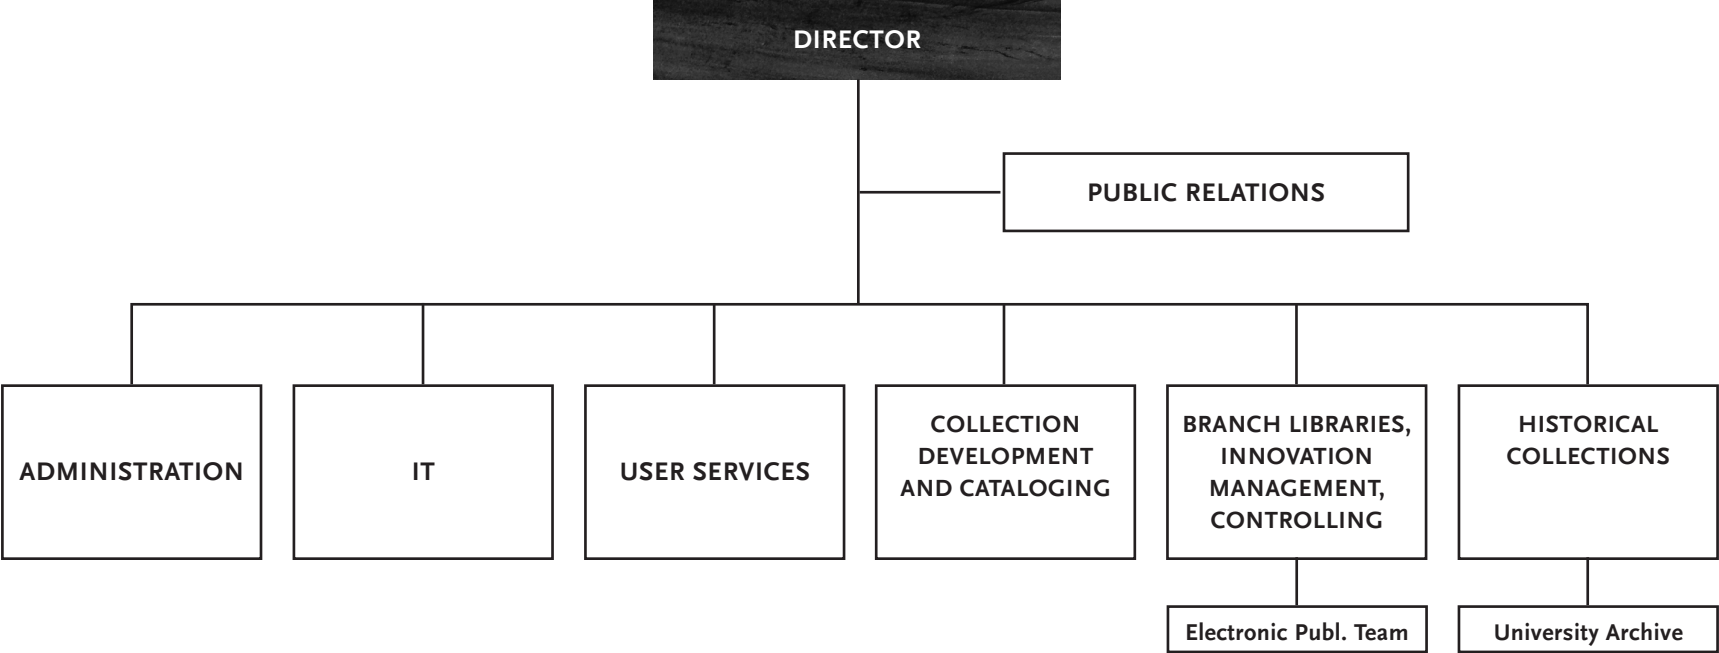 DIRECTOR
PUBLIC RELATIONS
ADMINISTRATION
IT
USER SERVICES
COLLECTION
DEVELOPMENT
AND CATALOGING
BRANCH LIBRARIES,
INNOVATION
MANAGEMENT,
CONTROLLING
HISTORICAL
COLLECTIONS
Electronic Publ. Team
University Archive